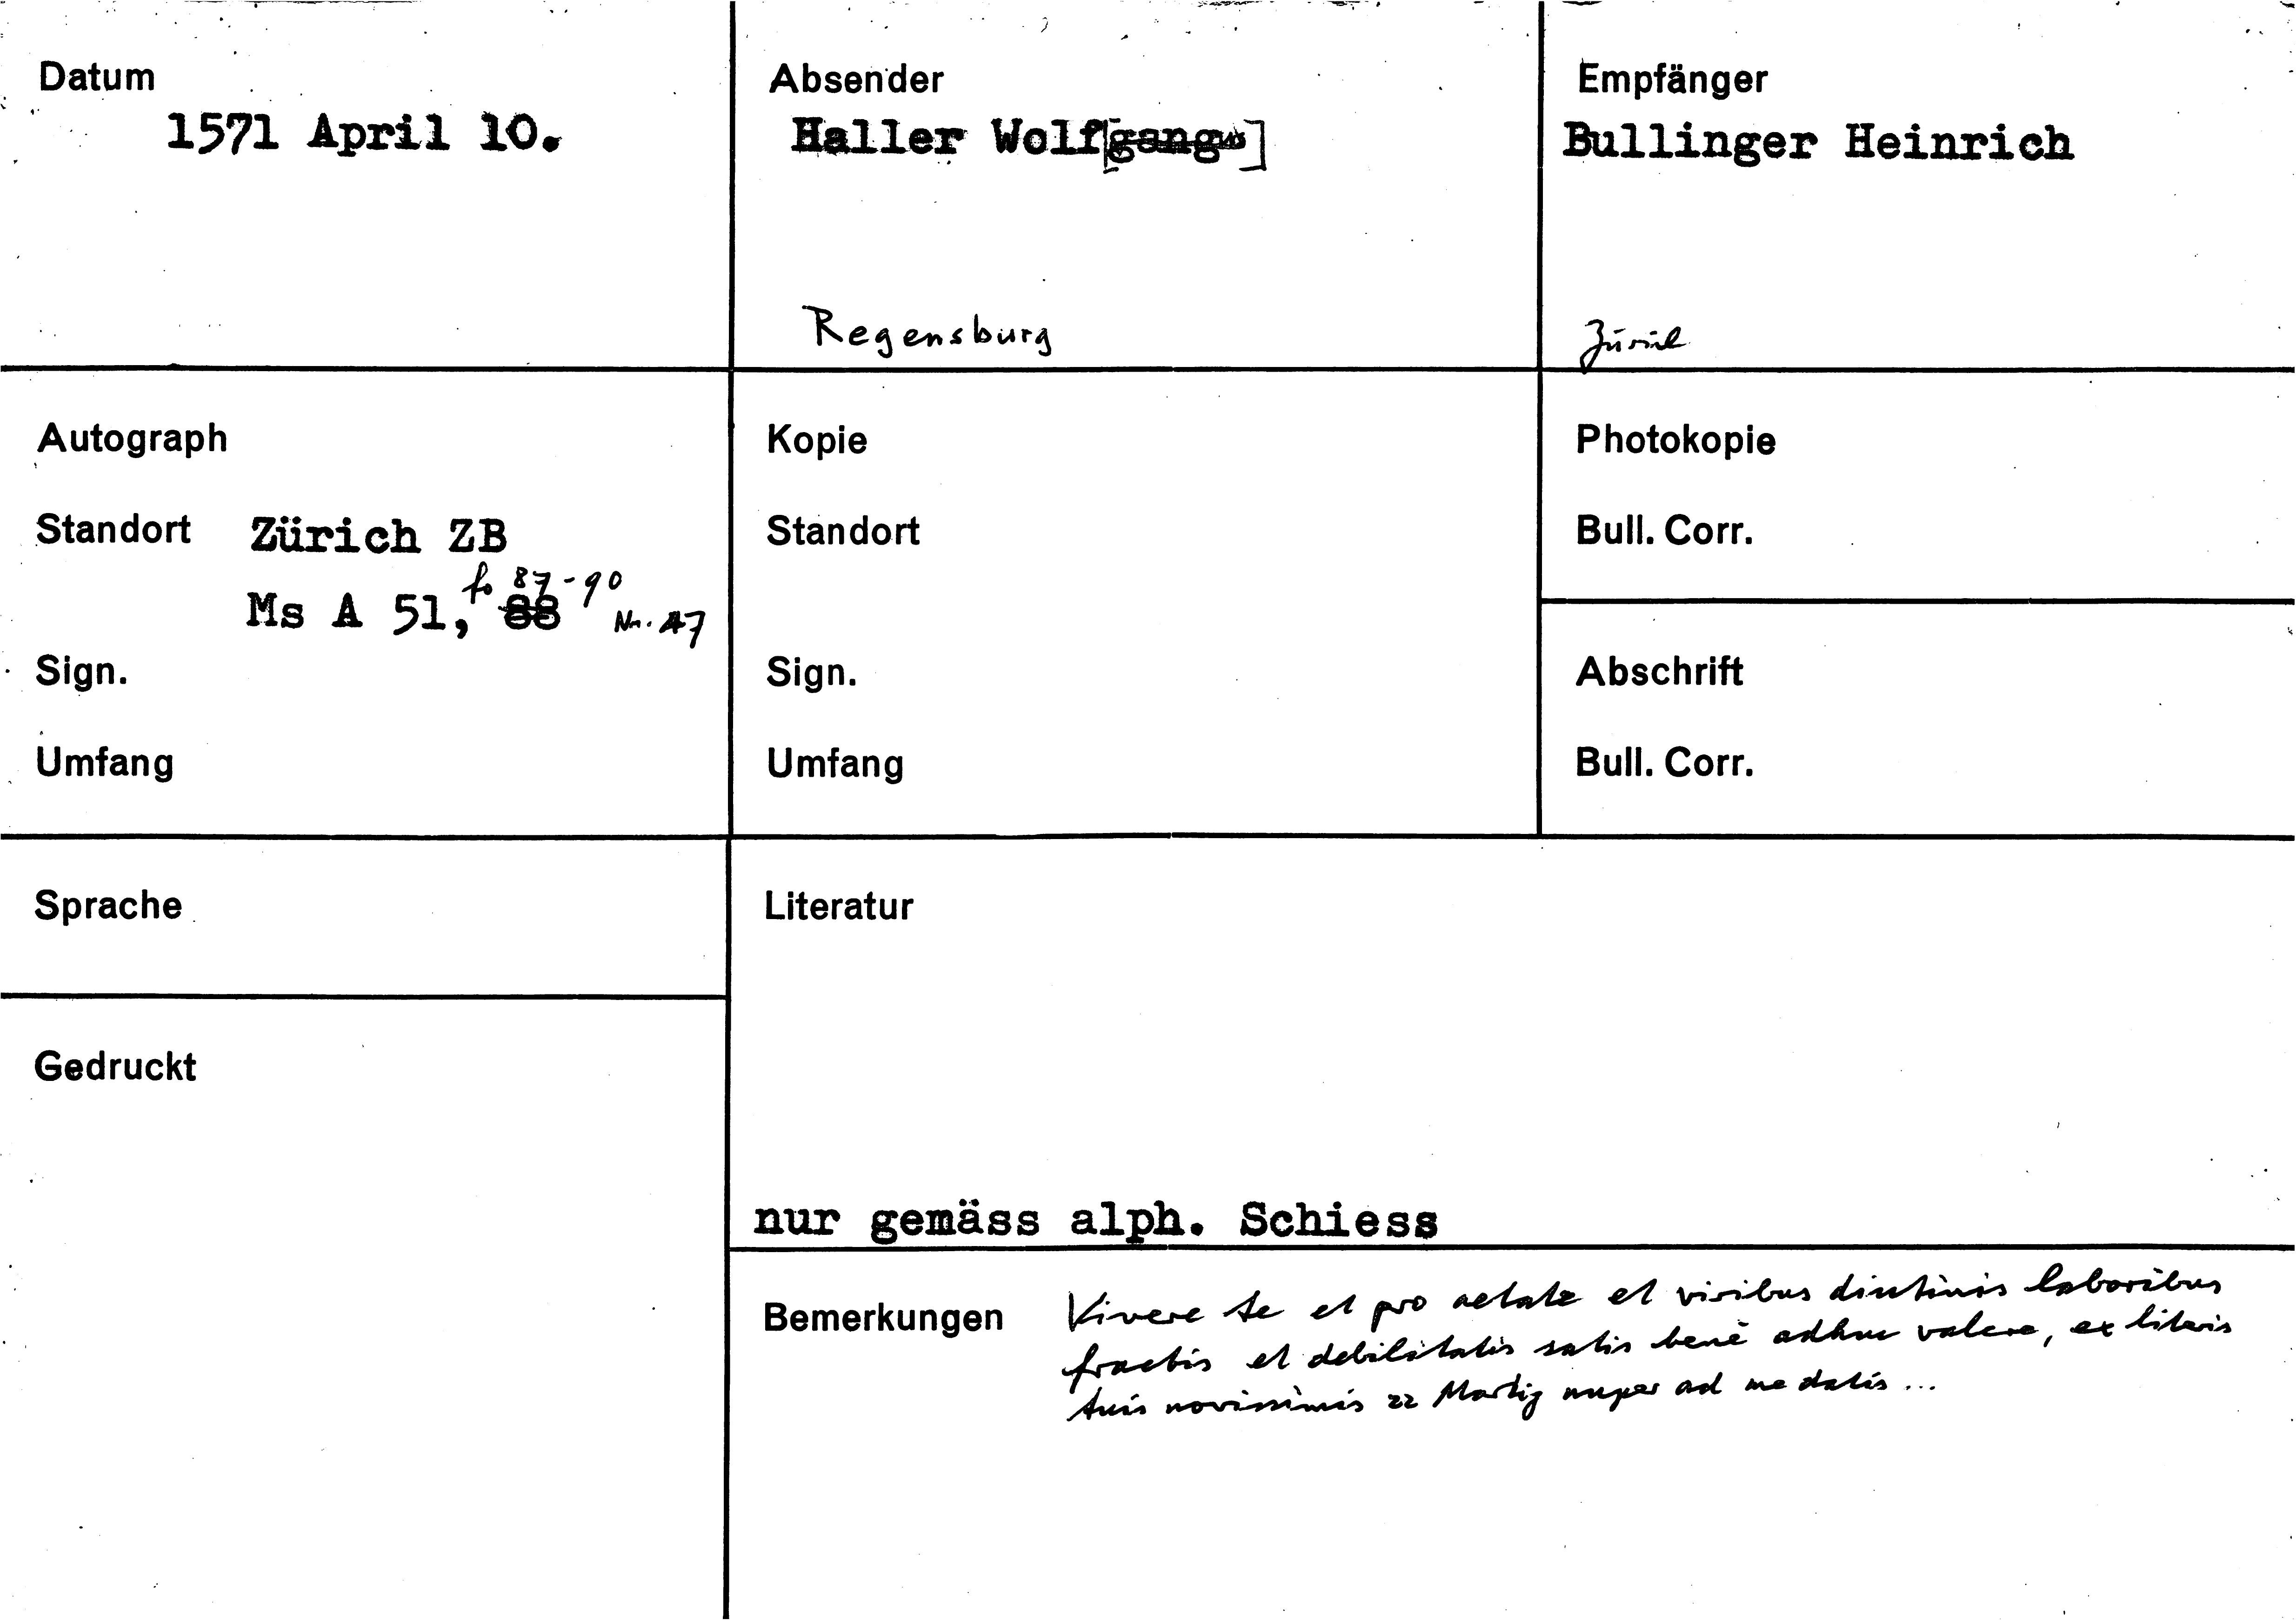 Datum
1571 April 10.
Absender
Haller Wolf[gang]
Regensburg
Empfänger
Bullinger Heinrich
Zürich
Autograph
Standort Zürich ZB
Ms A 51, fo 87-90 88 Nr. 47
Sign.
Umfang
Kopie
Standort
Sign.
Umfang
Photokopie
Bull. Corr.
Abschrift
Bull. Corr.
Sprache
Gedruckt
Literatur
nur gemäss alph. Schiess
Bemerkungen Vivere te et pro aetate et viribus diutinis laboribus
fractis et debilitatis satis bene adhuc valere, ex literis
tuis novissimis 22 Martij nuper ad me datis ...